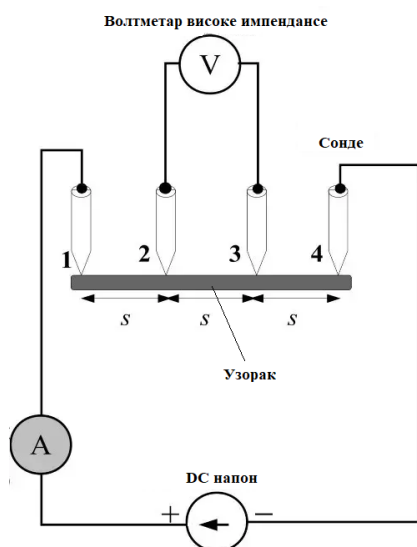 Волтметар високе импендансе
V
Сонде
1 2 3 4
s s s
Узорак
A
DC напон
+ −